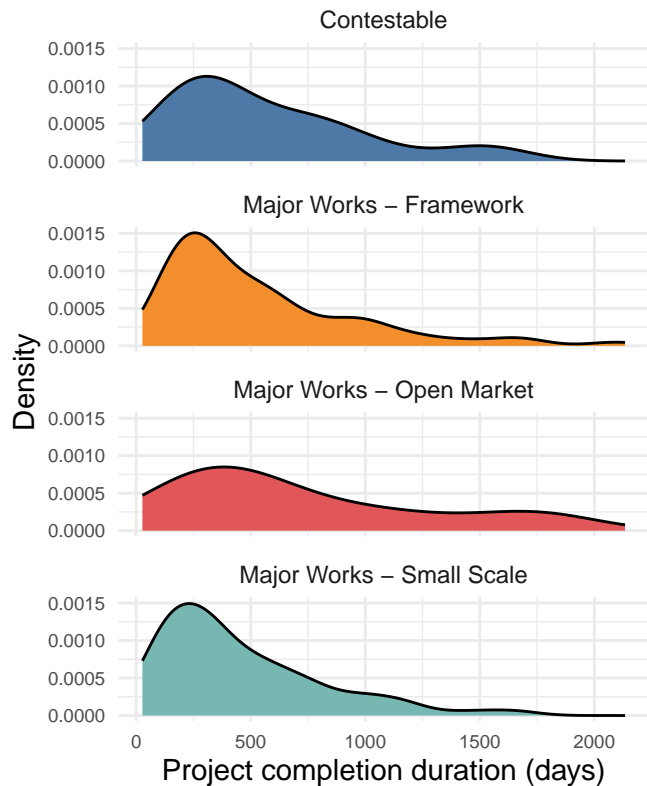 Contestable
0.0015
0.0010
0.0005
0.0000
Major Works − Framework
0.0015
0.0010
0.0005
0.0000
Major Works − Open Market
0.0015
0.0010
0.0005
0.0000
Major Works − Small Scale
0.0015
0.0010
0.0005
0.0000
0 500 1000 1500 2000
Project completion duration (days)
Density